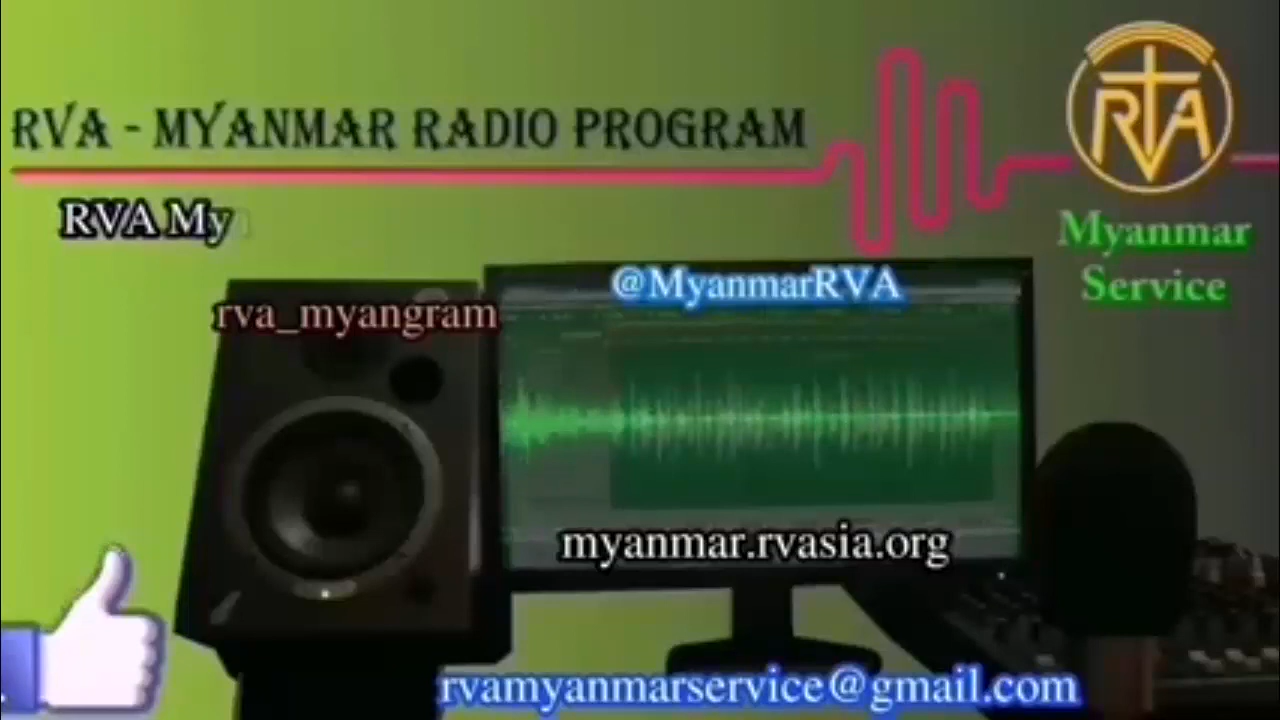 RVA - MYANMAR RADIO PROGRAM
RVA
Myanmar
Service
RVA My
@MyanmarRVA
rva_myangram
myanmar.rvasia.org
rvamyanmarservice@gmail.com